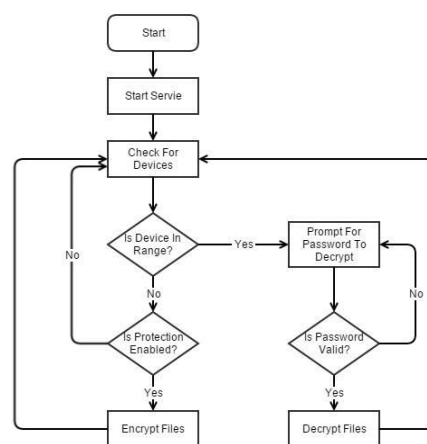 Start
Start Servie
Check For
Devices
Is Device In
Range?
Yes
Prompt For
Password To
Decrypt
No
No
No
Is Protection
Enabled?
Is Password
Valid?
Yes
Yes
Encrypt Files
Decrypt Files